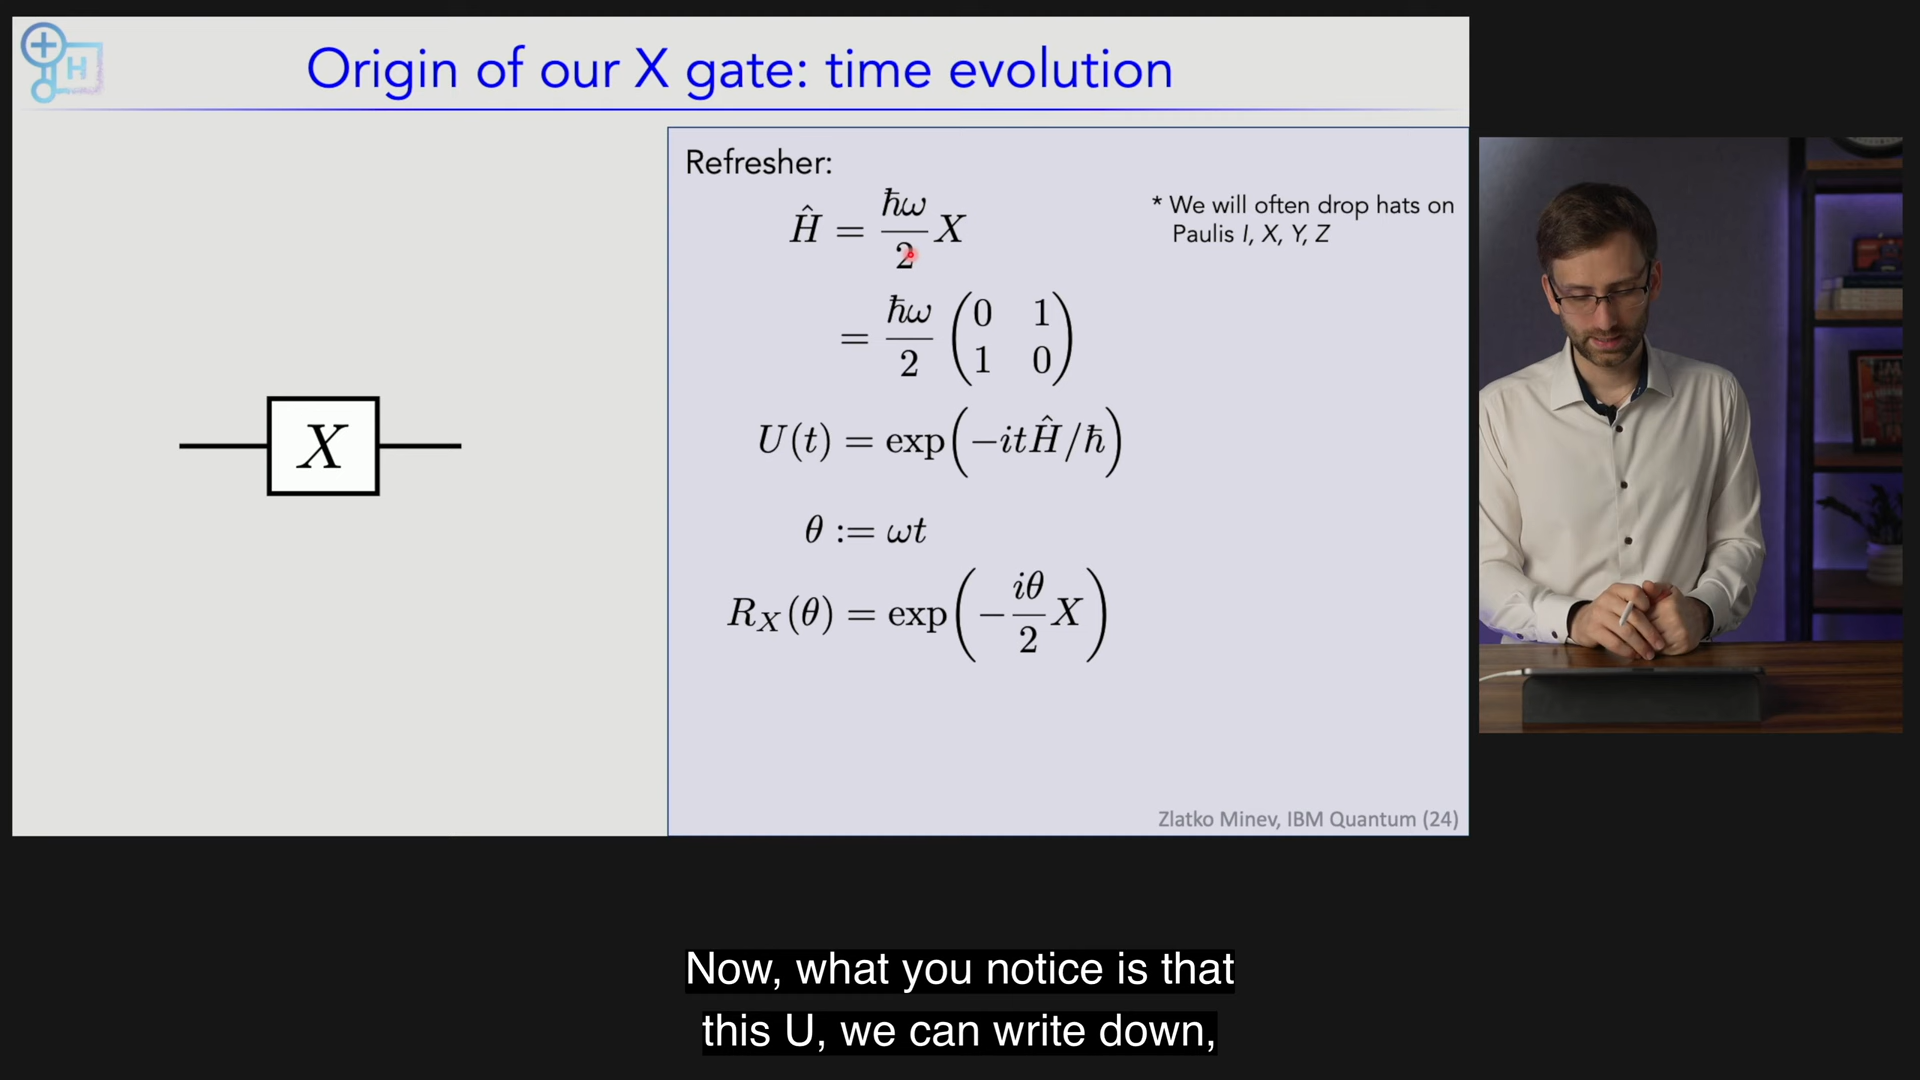 H
Origin of our X gate: time evolution
Refresher:
Ĥ = ħω/2 X
* We will often drop hats on
Paulis I, X, Y, Z
= ħω/2 (0 1
1 0)
X
U(t) = exp(−itĤ/ħ)
θ := ωt
R_X(θ) = exp(−iθ/2 X)
Zlatko Minev, IBM Quantum (24)
Now, what you notice is that
this U, we can write down,